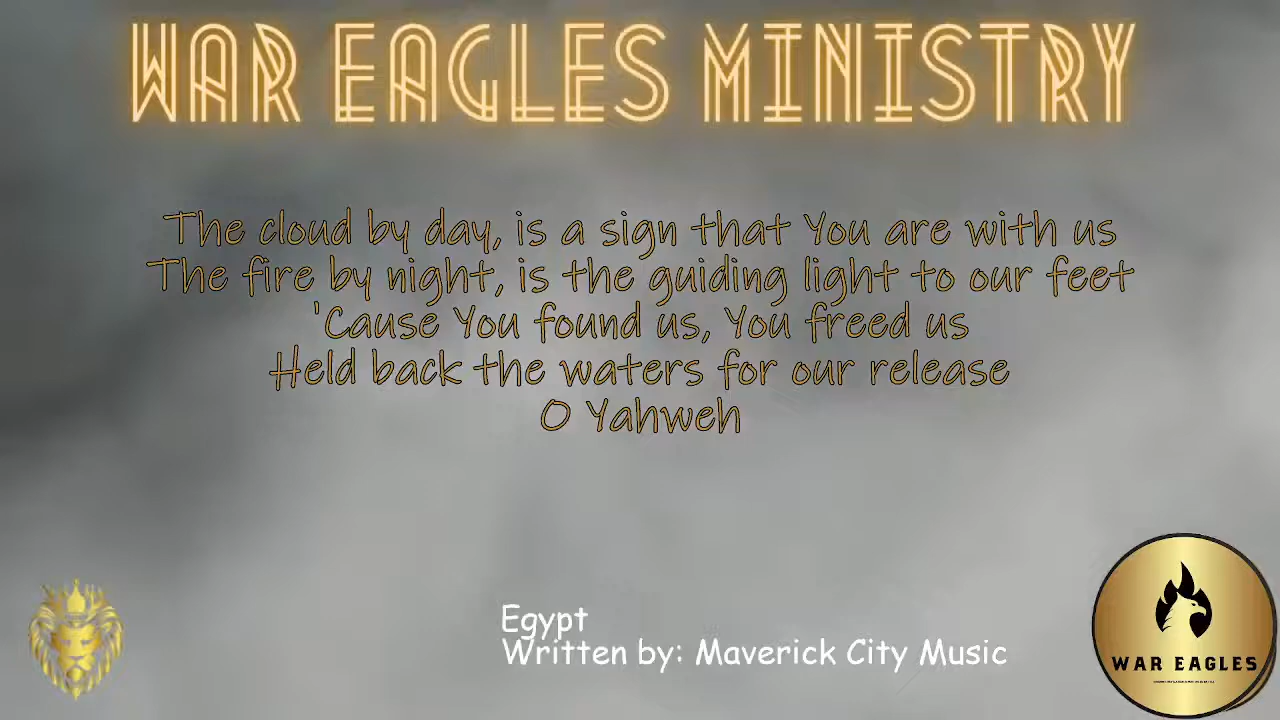 WAR EAGLES MINISTRY
The cloud by day, is a sign that You are with us
The fire by night, is the guiding light to our feet
'Cause You found us, You freed us
Held back the waters for our release
O Yahweh
Egypt
Written by: Maverick City Music
WAR EAGLES